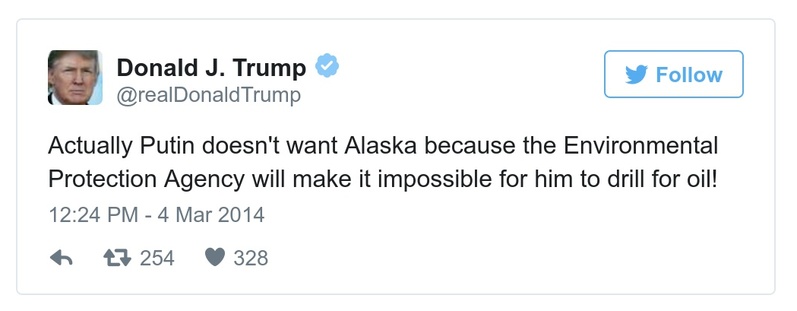 Donald J. Trump
@realDonaldTrump
Follow
Actually Putin doesn't want Alaska because the Environmental
Protection Agency will make it impossible for him to drill for oil!
12:24 PM - 4 Mar 2014
254 328